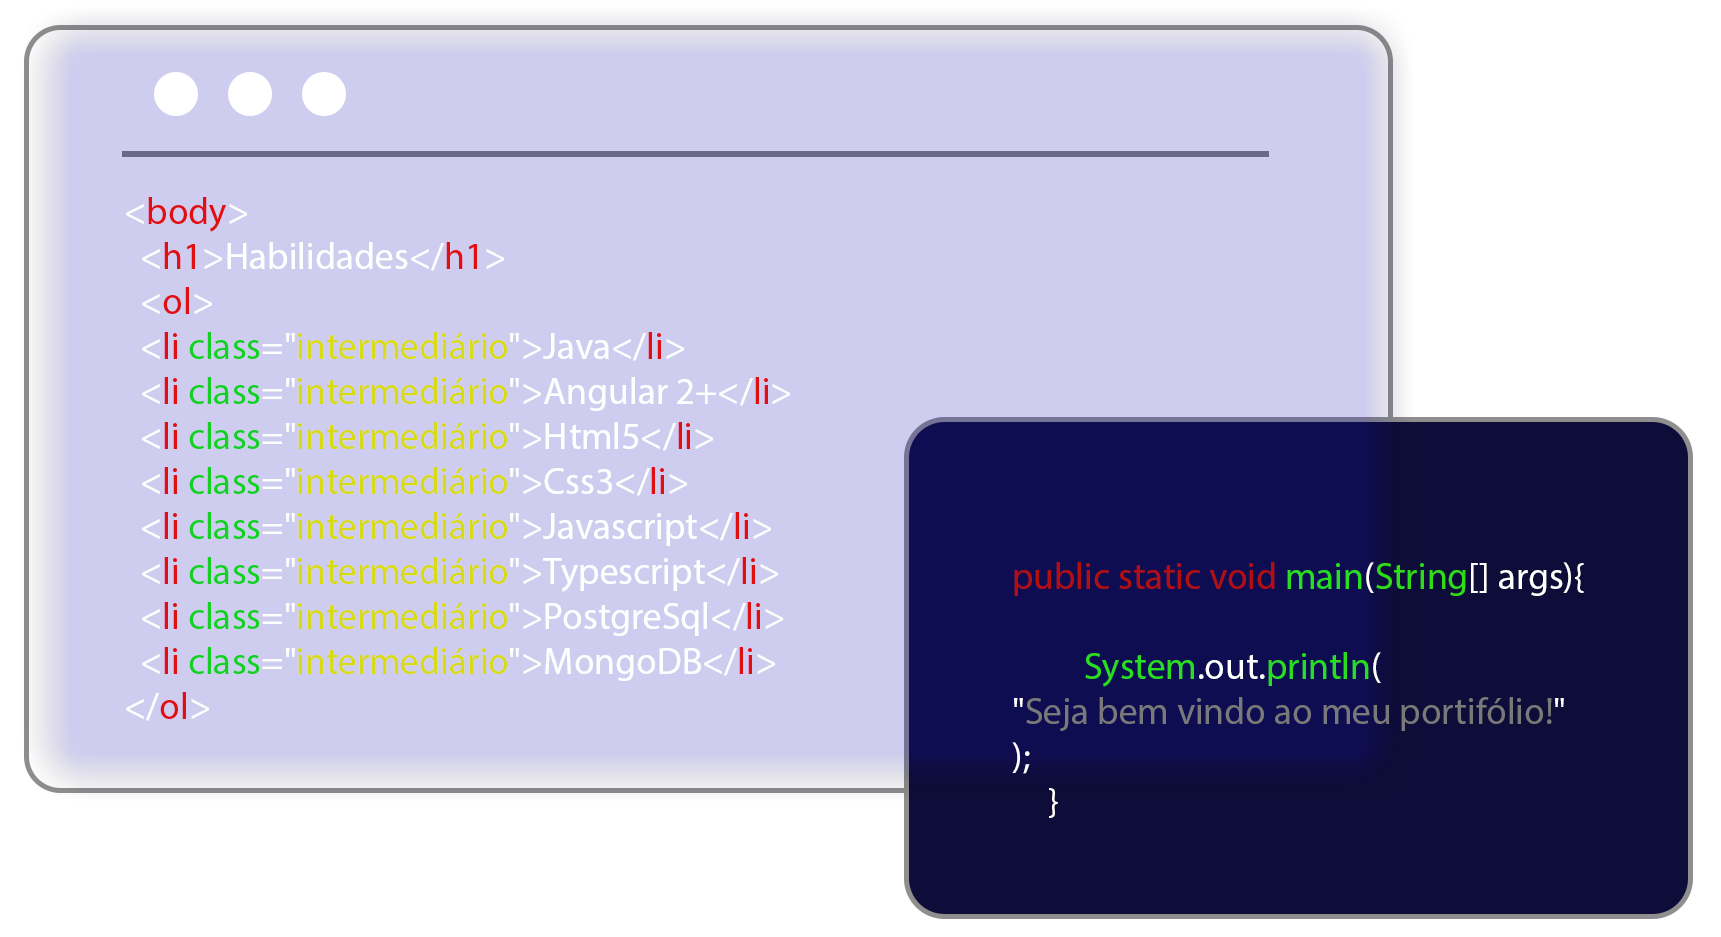 <body>
<h1>Habilidades</h1>
<ol>
<li class="intermediário">Java</li>
<li class="intermediário">Angular 2+</li>
<li class="intermediário">Html5</li>
<li class="intermediário">Css3</li>
<li class="intermediário">Javascript</li>
<li class="intermediário">Typescript</li>
<li class="intermediário">PostgreSql</li>
<li class="intermediário">MongoDB</li>
</ol>
public static void main(String[] args){
System.out.println(
"Seja bem vindo ao meu portifólio!"
);
}